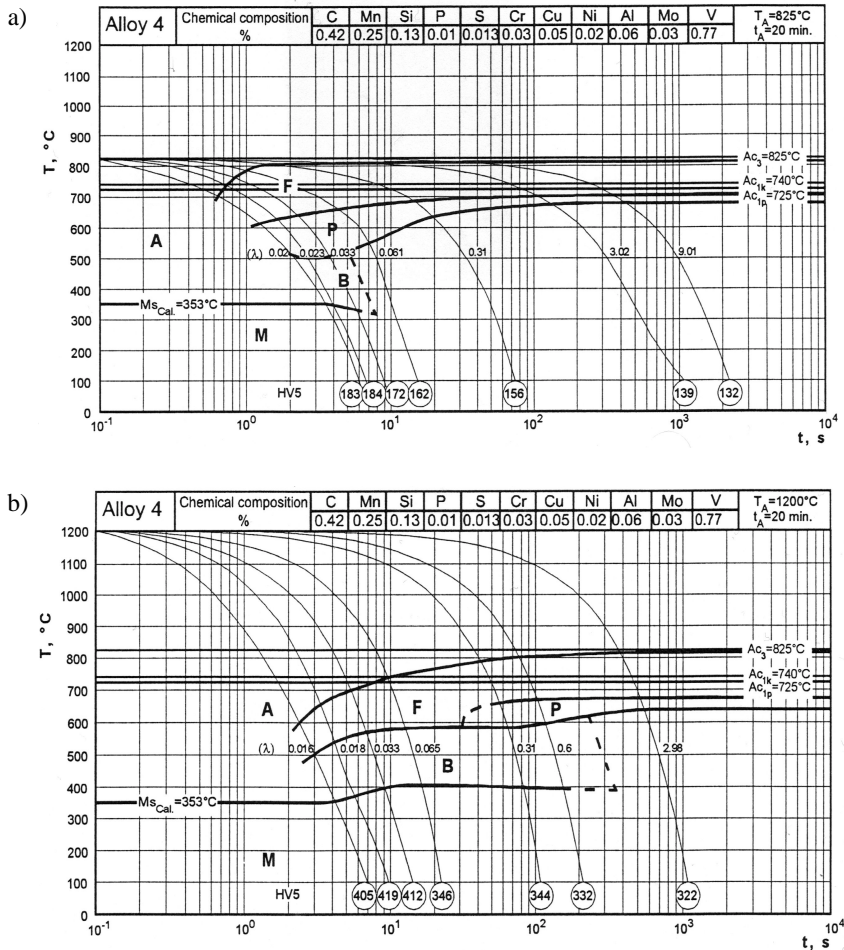 a)
Alloy 4 Chemical composition % C Mn Si P S Cr Cu Ni Al Mo V T_A=825°C
0.42 0.25 0.13 0.01 0.013 0.03 0.05 0.02 0.06 0.03 0.77 t_A=20 min.
1200
1100
1000
900
800
700
600
500
400
300
200
100
0
T, °C
Ac3=825°C
Ac1k=740°C
Ac1p=725°C
F
P
A
(λ) 0.02 0.023 0.033 0.061 0.31 3.02 9.01
B
MsCal.=353°C
M
HV5 183 184 172 162 156 139 132
10^-1 10^0 10^1 10^2 10^3 10^4
t, s
b)
Alloy 4 Chemical composition % C Mn Si P S Cr Cu Ni Al Mo V T_A=1200°C
0.42 0.25 0.13 0.01 0.013 0.03 0.05 0.02 0.06 0.03 0.77 t_A=20 min.
1200
1100
1000
900
800
700
600
500
400
300
200
100
0
T, °C
Ac3=825°C
Ac1k=740°C
Ac1p=725°C
A F P
(λ) 0.016 0.018 0.033 0.065 0.31 0.6 2.98
B
MsCal.=353°C
M
HV5 405 419 412 346 344 332 322
10^-1 10^0 10^1 10^2 10^3 10^4
t, s